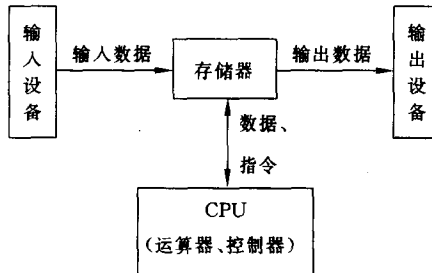 输入设备
输入数据
存储器
输出数据
输出设备
数据、
指令
CPU
(运算器、控制器)